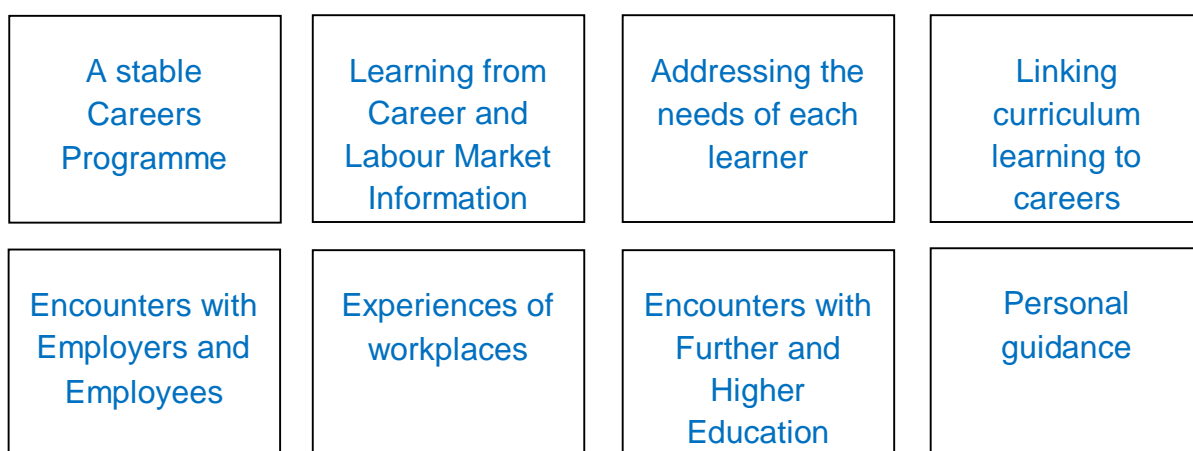 A stable
Careers
Programme
Learning from
Career and
Labour Market
Information
Addressing the
needs of each
learner
Linking
curriculum
learning to
careers
Encounters with
Employers and
Employees
Experiences of
workplaces
Encounters with
Further and
Higher
Education
Personal
guidance